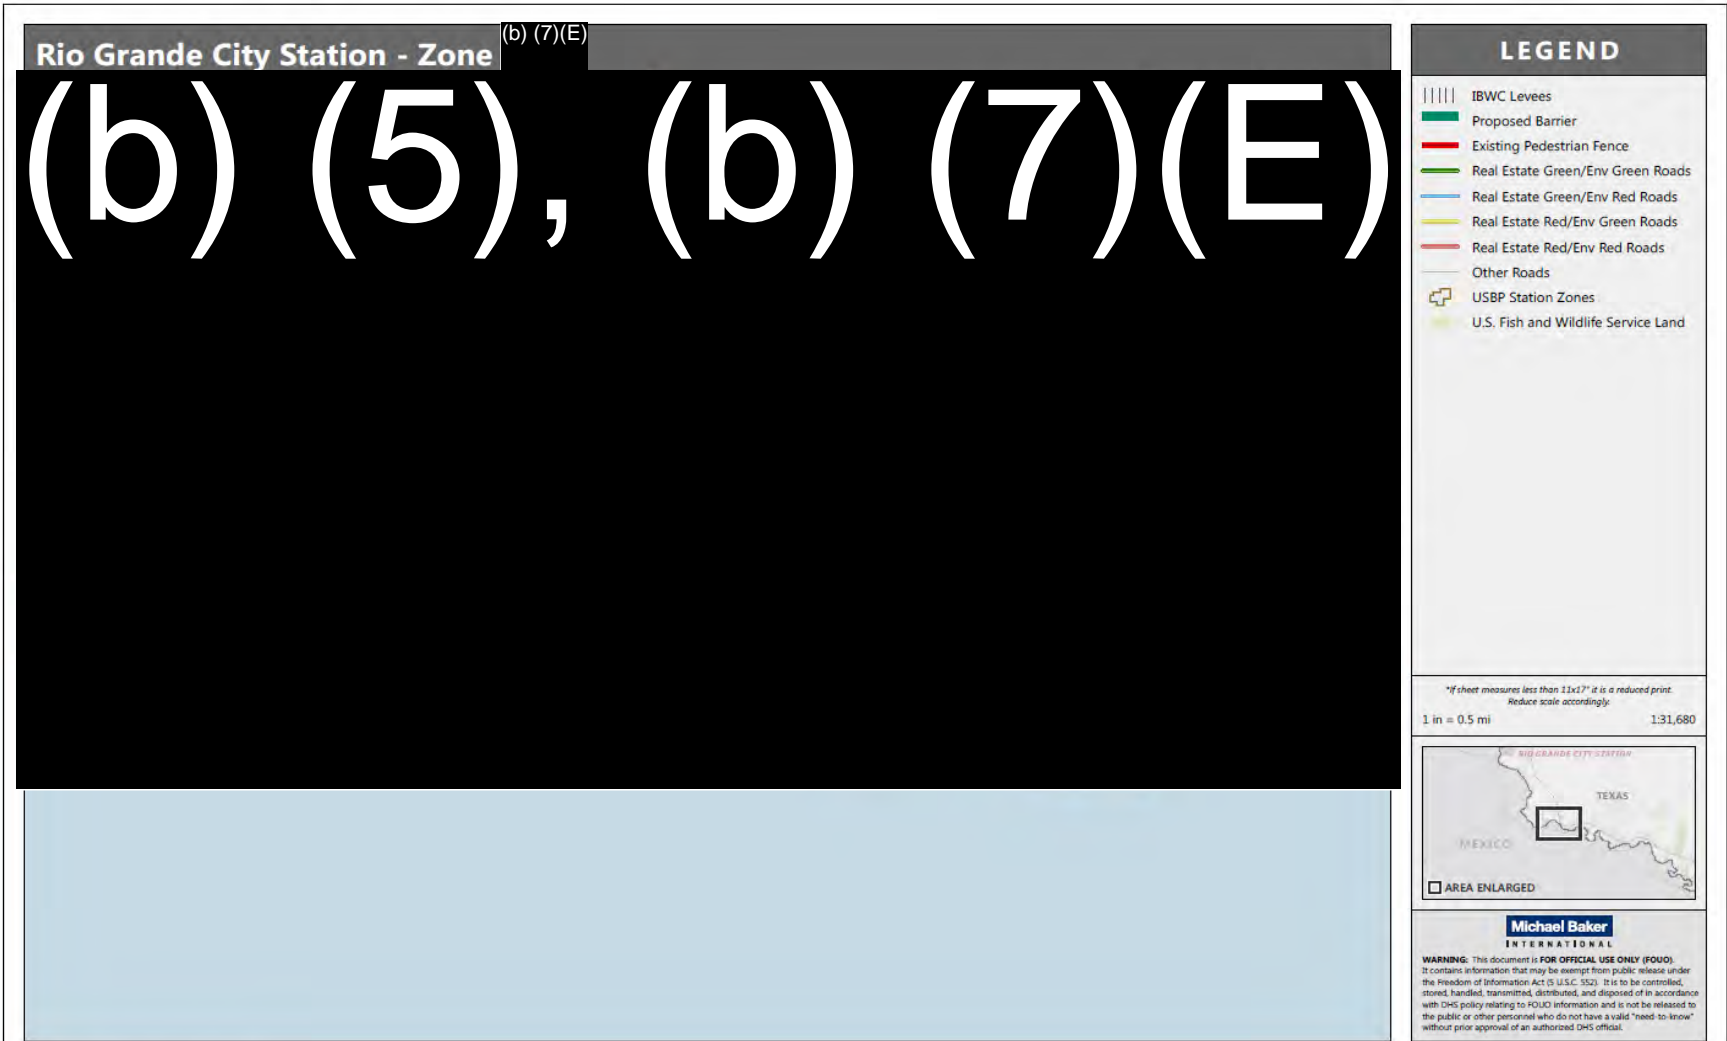 Rio Grande City Station - Zone (b) (7)(E)
(b) (5), (b) (7)(E)
LEGEND
IBWC Levees
Proposed Barrier
Existing Pedestrian Fence
Real Estate Green/Env Green Roads
Real Estate Green/Env Red Roads
Real Estate Red/Env Green Roads
Real Estate Red/Env Red Roads
Other Roads
USBP Station Zones
U.S. Fish and Wildlife Service Land
*If sheet measures less than 11x17" it is a reduced print.
Reduce scale accordingly.
1 in = 0.5 mi 1:31,680
RIO GRANDE CITY STATION
TEXAS
MEXICO
AREA ENLARGED
Michael Baker
INTERNATIONAL
WARNING: This document is FOR OFFICIAL USE ONLY (FOUO).
It contains information that may be exempt from public release under
the Freedom of Information Act (5 U.S.C. 552). It is to be controlled,
stored, handled, transmitted, distributed, and disposed of in accordance
with DHS policy relating to FOUO information and is not be released to
the public or other personnel who do not have a valid "need-to-know"
without prior approval of an authorized DHS official.